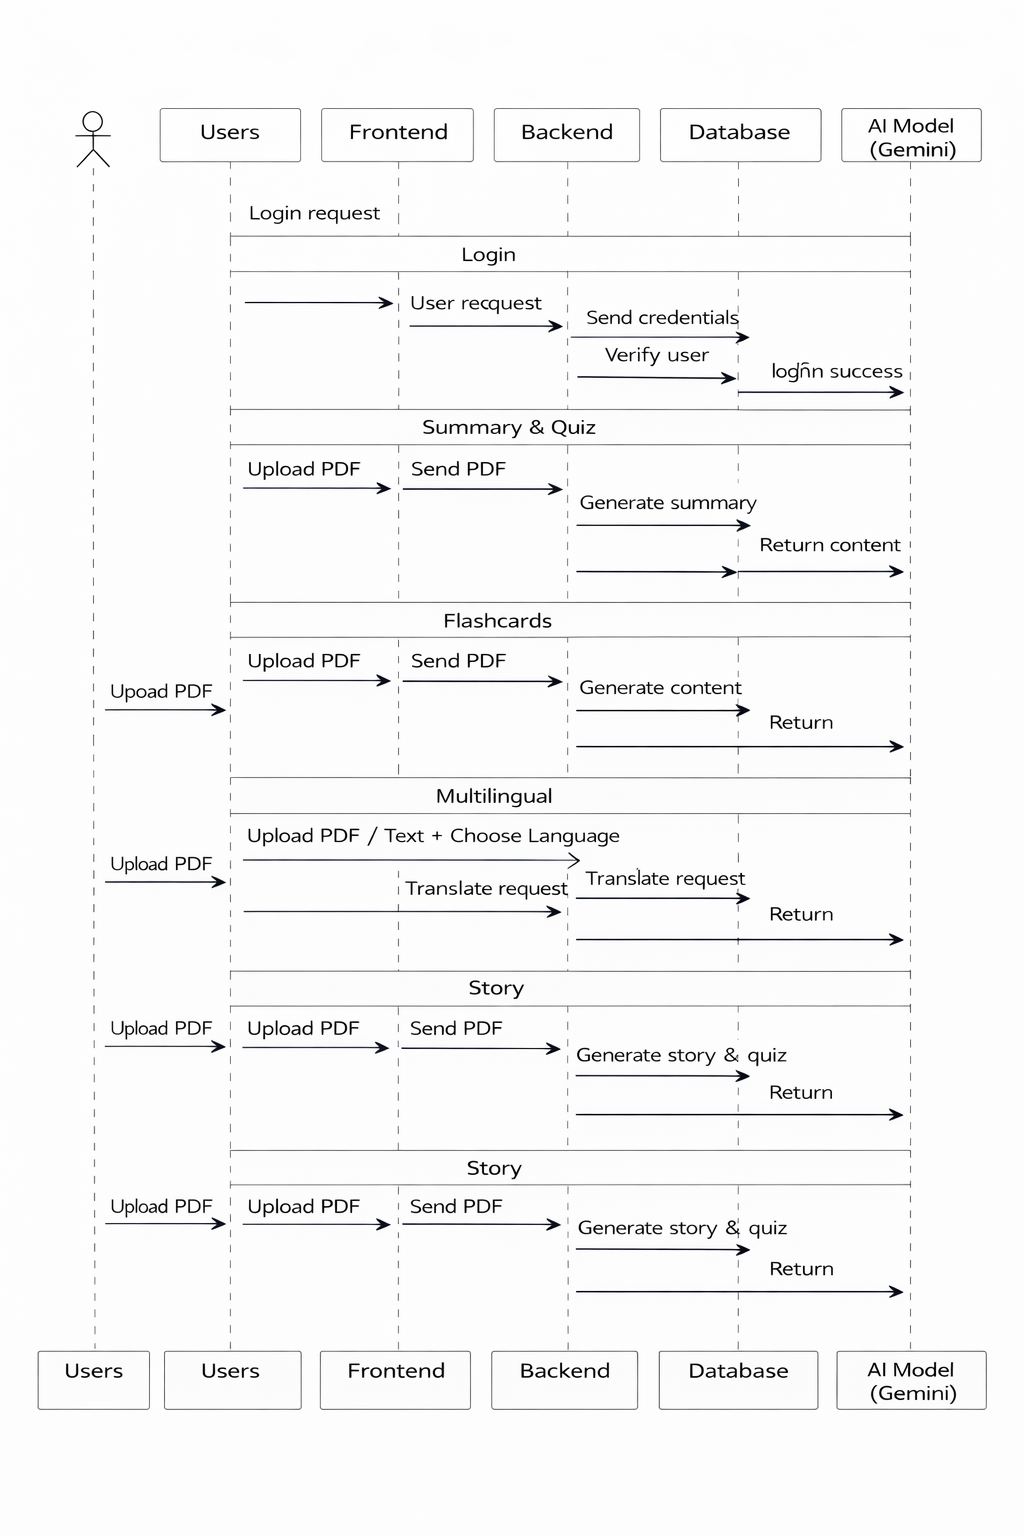 Users
Frontend
Backend
Database
AI Model
(Gemini)
Login request
Login
User recquest
Send credentials
Verify user
success
Summary & Quiz
Upload PDF
Send PDF
Generate summary
Return content
Flashcards
Upload PDF
Send PDF
Upoad PDF
Generate content
Return
Multilingual
Upload PDF / Text + Choose Language
Upload PDF
Translate request
Translate request
Return
Story
Upload PDF
Upload PDF
Send PDF
Generate story & quiz
Return
Story
Upload PDF
Upload PDF
Send PDF
Generate story & quiz
Return
Users
Users
Frontend
Backend
Database
AI Model
(Gemini)